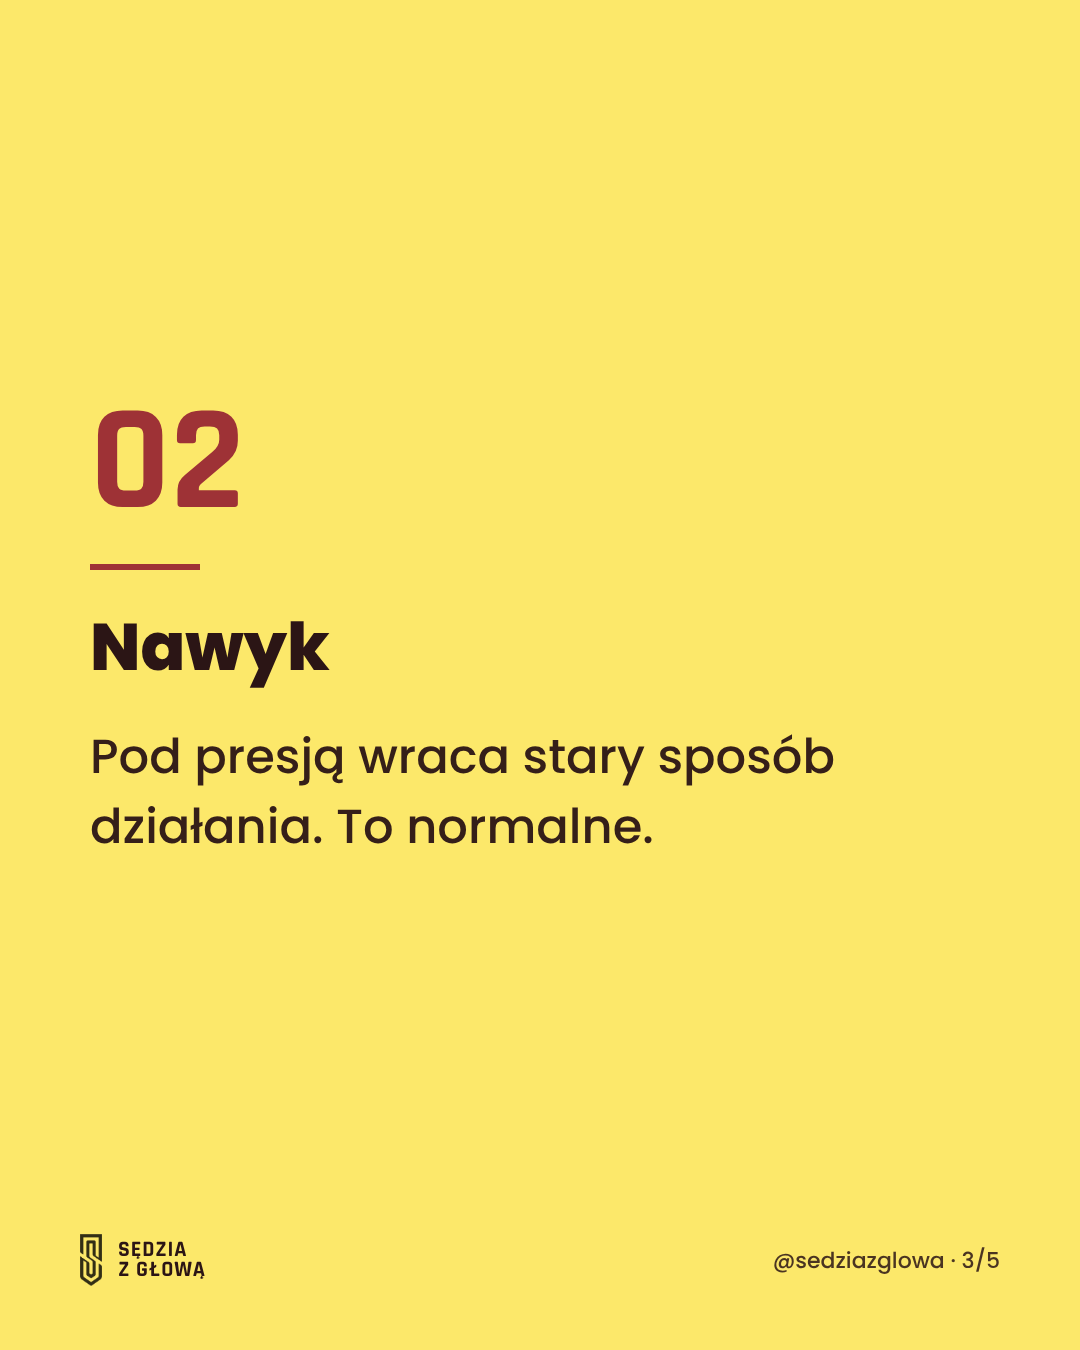 02
Nawyk
Pod presją wraca stary sposób
działania. To normalne.
SĘDZIA
Z GŁOWĄ
@sedziazglowa · 3/5